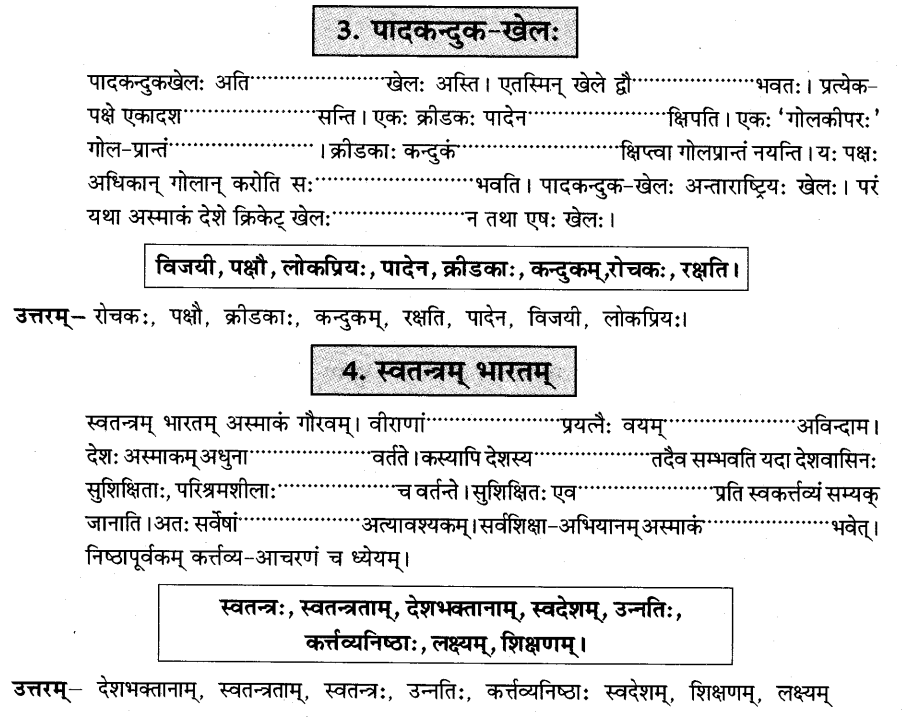 3. पादकन्दुक-खेलः
पादकन्दुकखेलः अति.....................खेलः अस्ति। एतस्मिन् खेले द्वौ....................भवतः। प्रत्येक-
पक्षे एकादश......................सन्ति। एकः क्रीडकः पादेन......................क्षिपति। एकः 'गोलकीपरः'
गोल-प्रान्तं.......................। क्रीडकाः कन्दुकं..........................क्षिप्त्वा गोलप्रान्तं नयन्ति। यः पक्षः
अधिकान् गोलान् करोति सः..........................भवति। पादकन्दुक-खेलः अन्ताराष्ट्रियः खेलः। परं
यथा अस्माकं देशे क्रिकेट् खेलः......................न तथा एषः खेलः।
विजयी, पक्षौ, लोकप्रियः, पादेन, क्रीडकाः, कन्दुकम्,रोचकः, रक्षति।
उत्तरम्– रोचकः, पक्षौ, क्रीडकाः, कन्दुकम्, रक्षति, पादेन, विजयी, लोकप्रियः।
4. स्वतन्त्रम् भारतम्
स्वतन्त्रम् भारतम् अस्माकं गौरवम्। वीराणां......................प्रयत्नैः वयम्......................अविन्दाम।
देशः अस्माकम् अधुना....................वर्तते। कस्यापि देशस्य...................तदैव सम्भवति यदा देशवासिनः
सुशिक्षिताः, परिश्रमशीलाः...................च वर्तन्ते। सुशिक्षितः एव......................प्रति स्वकर्त्तव्यं सम्यक्
जानाति। अतः सर्वेषां....................अत्यावश्यकम्। सर्वशिक्षा-अभियानम् अस्माकं....................भवेत्।
निष्ठापूर्वकम् कर्त्तव्य-आचरणं च ध्येयम्।
स्वतन्त्रः, स्वतन्त्रताम्, देशभक्तानाम्, स्वदेशम्, उन्नतिः,
कर्त्तव्यनिष्ठाः, लक्ष्यम्, शिक्षणम्।
उत्तरम्– देशभक्तानाम्, स्वतन्त्रताम्, स्वतन्त्रः, उन्नतिः, कर्त्तव्यनिष्ठाः स्वदेशम्, शिक्षणम्, लक्ष्यम्